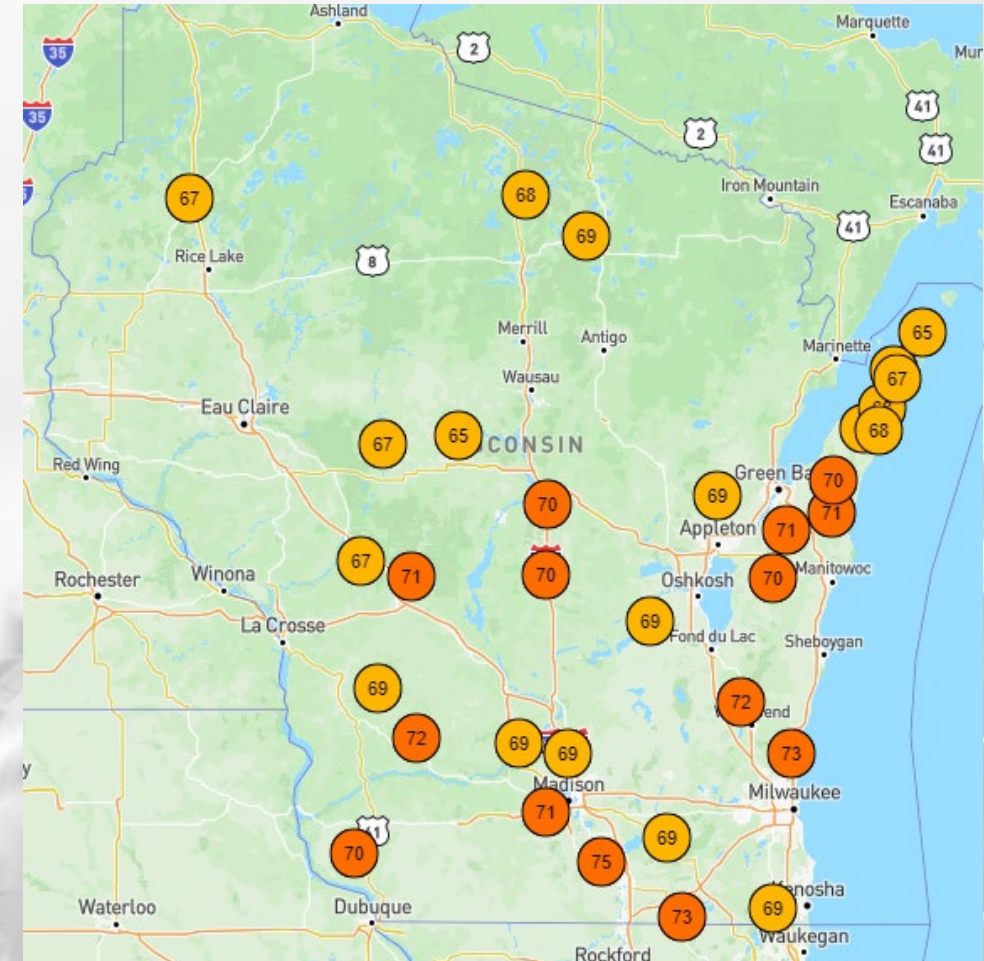 Ashland
Marquette
35
2
Mun
41
35
2
41
Iron Mountain
67
68
Escanaba
41
69
Rice Lake
8
65
Merrill
Antigo
Marinette
Wausau
67
Eau Claire
67
65
CONSIN
68
Red Wing
Green Ba
70
69
70
71
Appleton
71
67
71
70
Oshkosh
70
Manitowoc
Rochester
Winona
La Crosse
69
Fond du Lac
Sheboygan
69
72
end
72
69
69
73
y
Madison
Milwaukee
71
69
70
75
Kenosha
Waterloo
Dubuque
73
69
Waukegan
Rockford